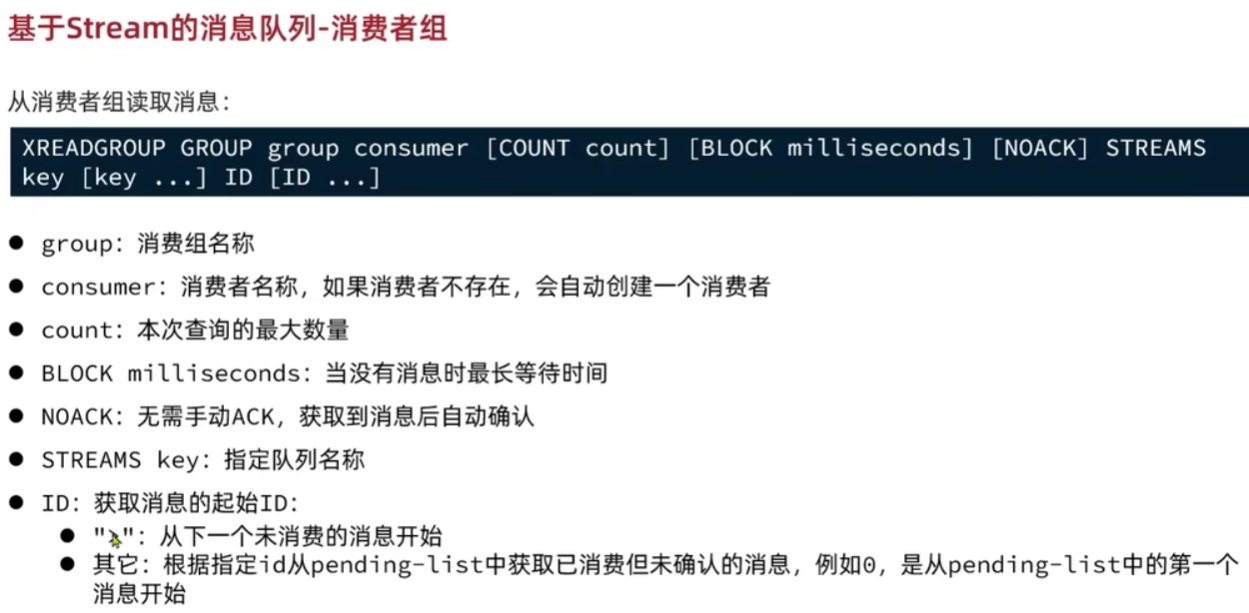 基于Stream的消息队列-消费者组
从消费者组读取消息：
XREADGROUP GROUP group consumer [COUNT count] [BLOCK milliseconds] [NOACK] STREAMS
key [key ...] ID [ID ...]
● group：消费组名称
● consumer：消费者名称，如果消费者不存在，会自动创建一个消费者
● count：本次查询的最大数量
● BLOCK milliseconds：当没有消息时最长等待时间
● NOACK：无需手动ACK，获取到消息后自动确认
● STREAMS key：指定队列名称
● ID：获取消息的起始ID：
● ">"：从下一个未消费的消息开始
● 其它：根据指定id从pending-list中获取已消费但未确认的消息，例如0，是从pending-list中的第一个
消息开始